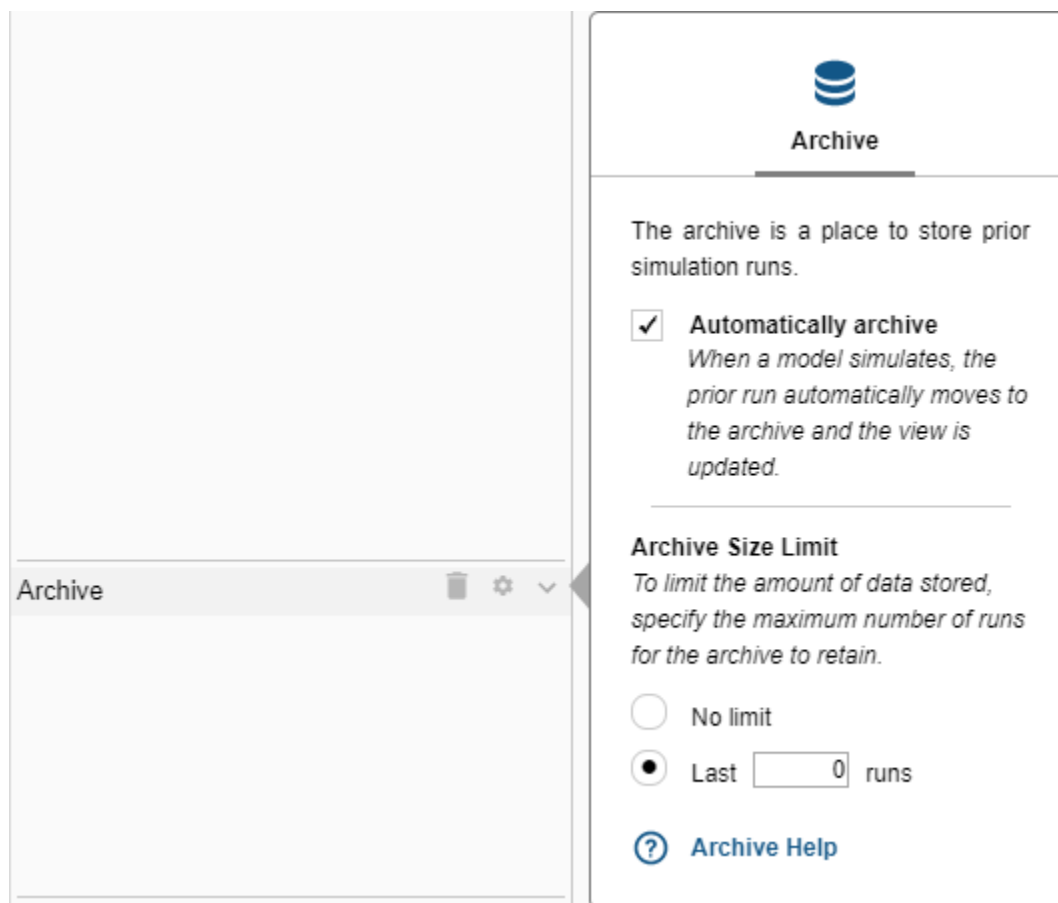 Archive
Archive
The archive is a place to store prior
simulation runs.
Automatically archive
When a model simulates, the
prior run automatically moves to
the archive and the view is
updated.
Archive Size Limit
To limit the amount of data stored,
specify the maximum number of runs
for the archive to retain.
No limit
Last 0 runs
? Archive Help